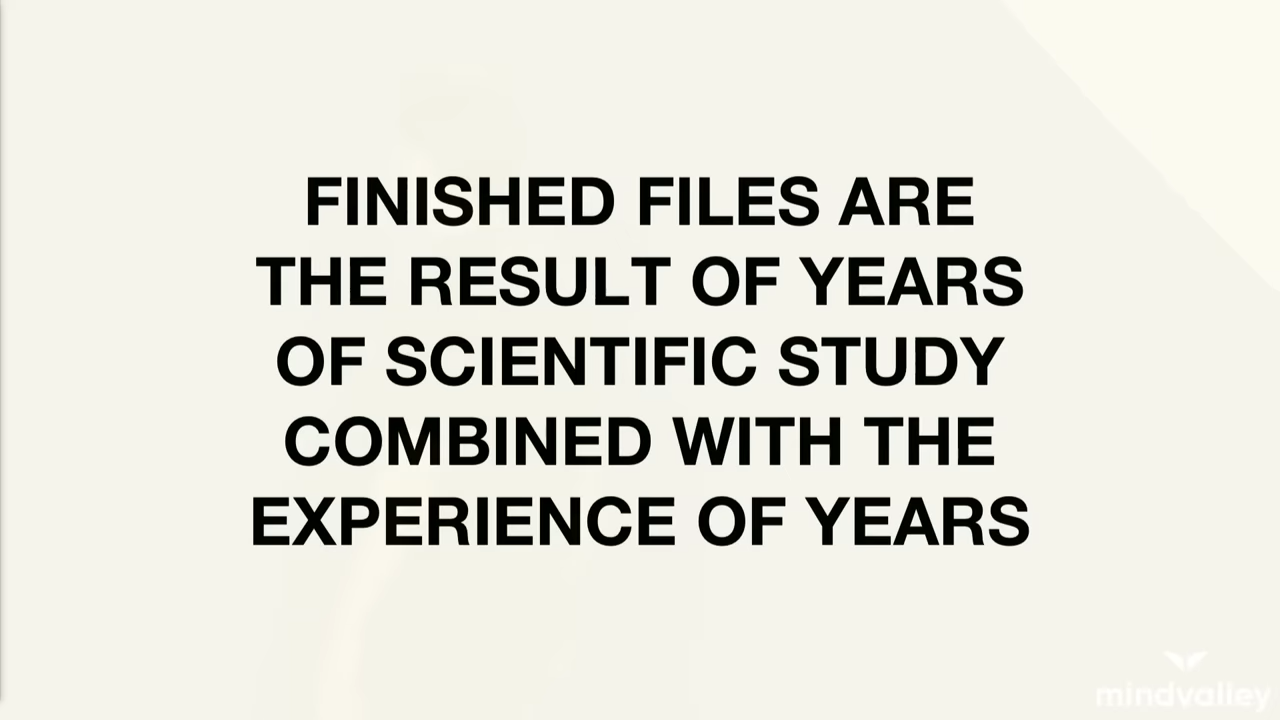 FINISHED FILES ARE
THE RESULT OF YEARS
OF SCIENTIFIC STUDY
COMBINED WITH THE
EXPERIENCE OF YEARS
mindvalley